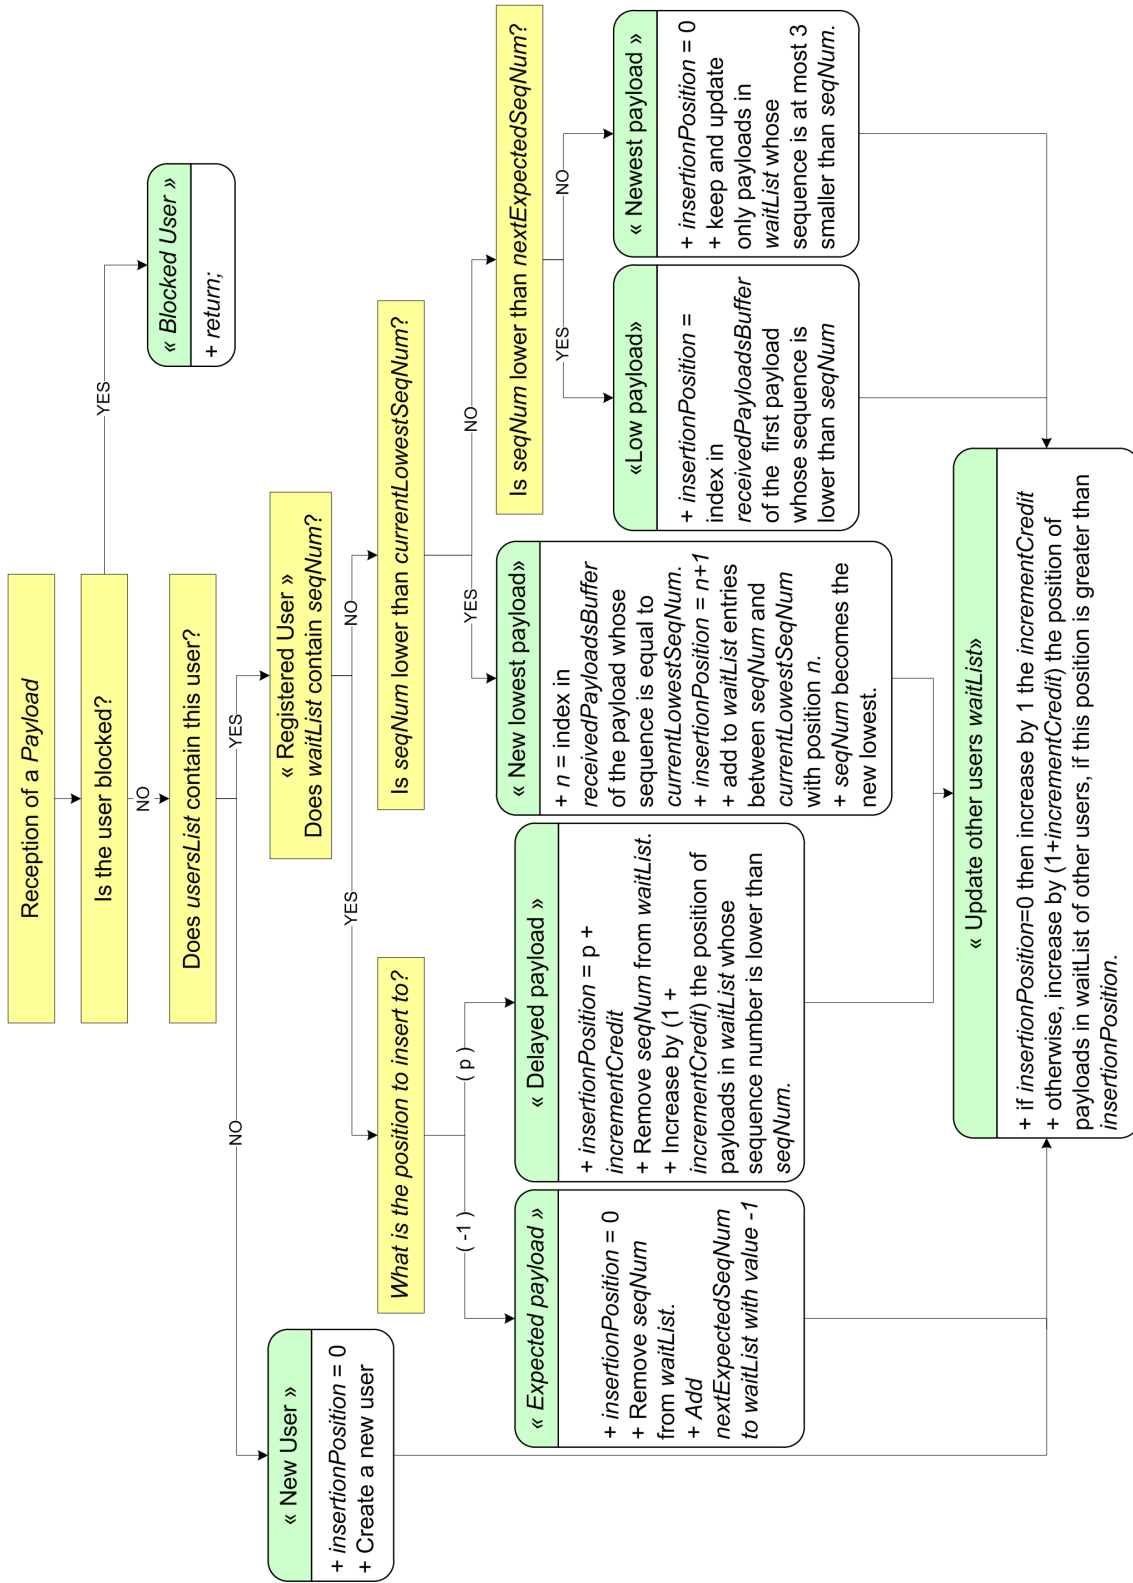 Reception of a Payload
Is the user blocked?
YES
« Blocked User »
+ return;
NO
Does usersList contain this user?
NO
YES
« New User »
+ insertionPosition = 0
+ Create a new user
« Registered User »
Does waitList contain seqNum?
YES
NO
What is the position to insert to?
( -1 )
( p )
Is seqNum lower than currentLowestSeqNum?
YES
NO
Is seqNum lower than nextExpectedSeqNum?
YES
NO
« Expected payload »
+ insertionPosition = 0
+ Remove seqNum
from waitList.
+ Add
nextExpectedSeqNum
to waitList with value -1
« Delayed payload »
+ insertionPosition = p +
incrementCredit
+ Remove seqNum from waitList.
+ Increase by (1 +
incrementCredit) the position of
payloads in waitList whose
sequence number is lower than
seqNum.
« New lowest payload»
+ n = index in
receivedPayloadsBuffer
of the payload whose
sequence is equal to
currentLowestSeqNum.
+ insertionPosition = n+1
+ add to waitList entries
between seqNum and
currentLowestSeqNum
with position n.
+ seqNum becomes the
new lowest.
«Low payload»
+ insertionPosition =
index in
receivedPayloadsBuffer
of the  first payload
whose sequence is
lower than seqNum
« Newest payload »
+ insertionPosition = 0
+ keep and update
only payloads in
waitList whose
sequence is at most 3
smaller than seqNum.
« Update other users waitList»
+ if insertionPosition=0 then increase by 1 the incrementCredit
+ otherwise, increase by (1+incrementCredit) the position of
payloads in waitList of other users, if this position is greater than
insertionPosition.